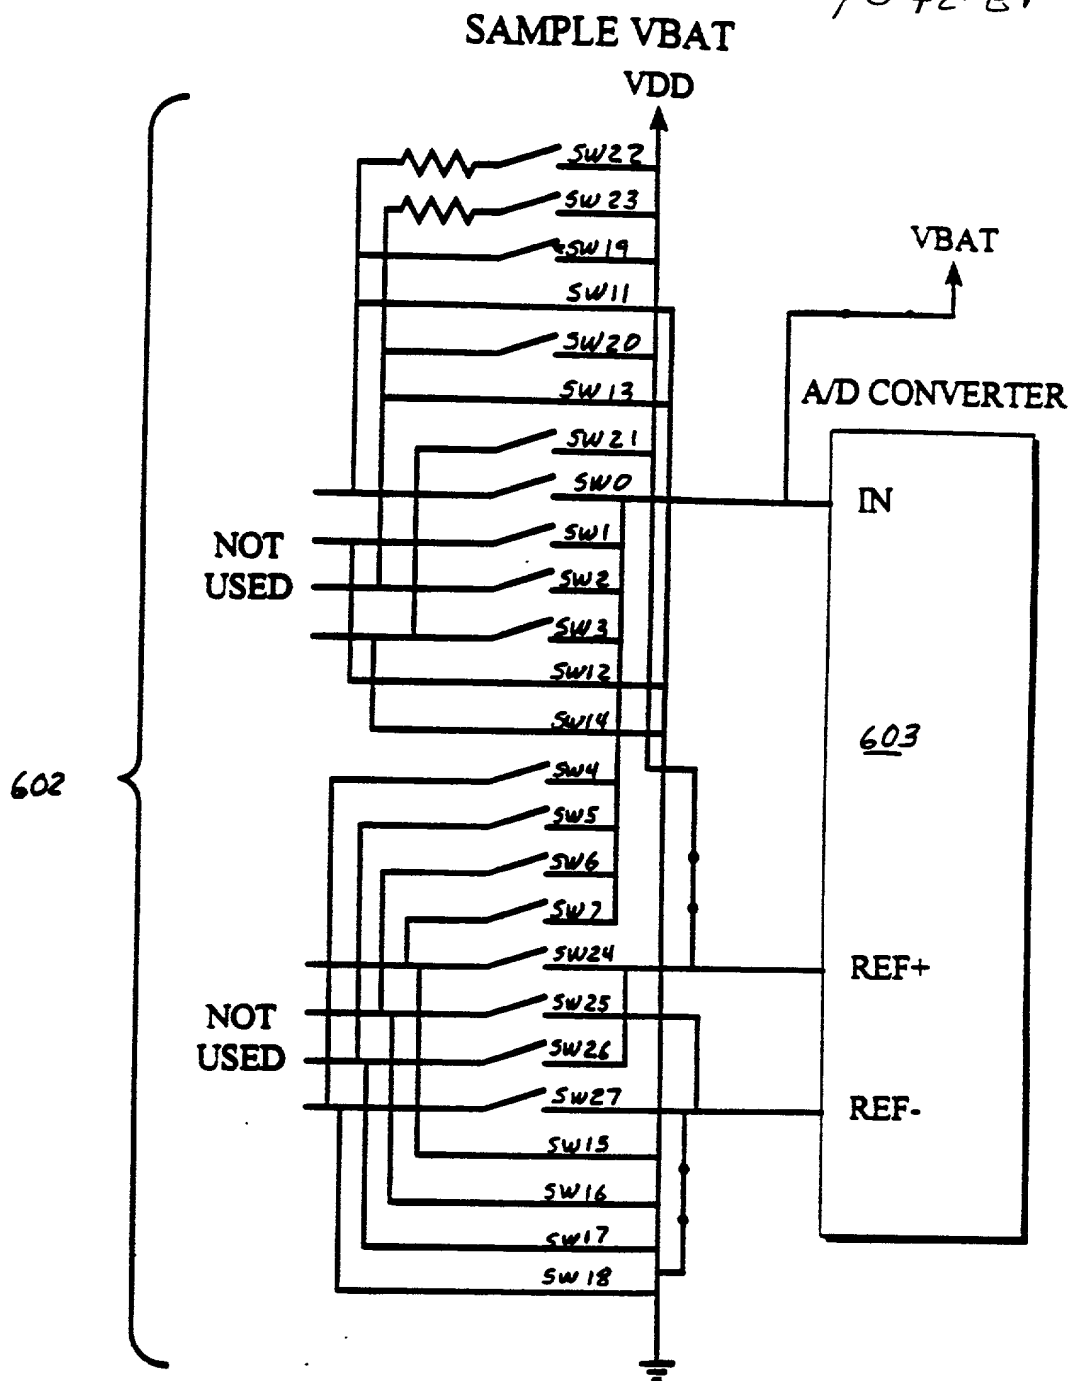 SAMPLE VBAT
VDD
SW22
SW23
SW19
VBAT
SW11
SW20
SW13
A/D CONVERTER
SW21
SW0
IN
NOT
USED
SW1
SW2
SW3
SW12
SW14
603
602
SW4
SW5
SW6
SW7
SW24
REF+
NOT
USED
SW25
SW26
SW27
REF-
SW15
SW16
SW17
SW18